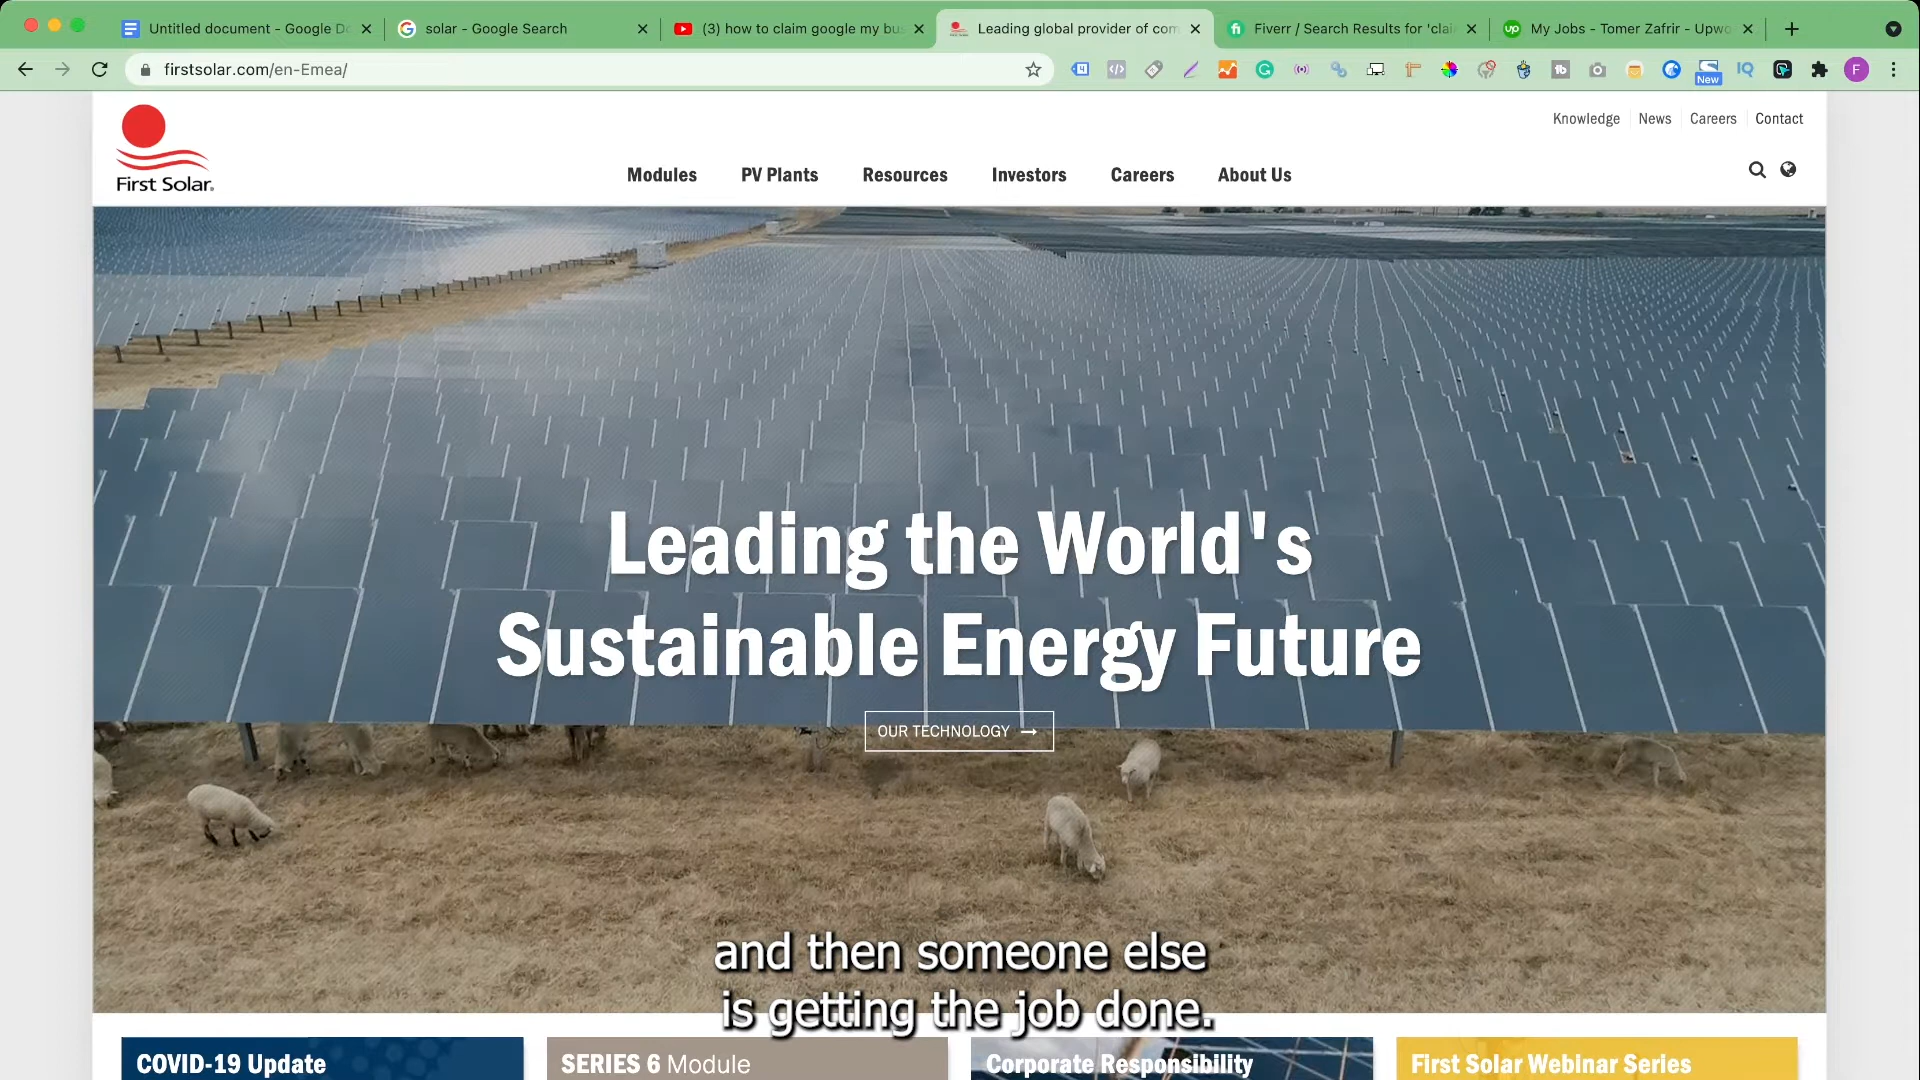 Untitled document - Google Do
solar - Google Search
(3) how to claim google my bus
Leading global provider of com
Fiverr / Search Results for 'clai
My Jobs - Tomer Zafrir - Upwo
firstsolar.com/en-Emea/
New
F
First Solar.
Knowledge
News
Careers
Contact
Modules
PV Plants
Resources
Investors
Careers
About Us
Leading the World's
Sustainable Energy Future
OUR TECHNOLOGY →
and then someone else
is getting the job done.
COVID-19 Update
SERIES 6 Module
Corporate Responsibility
First Solar Webinar Series